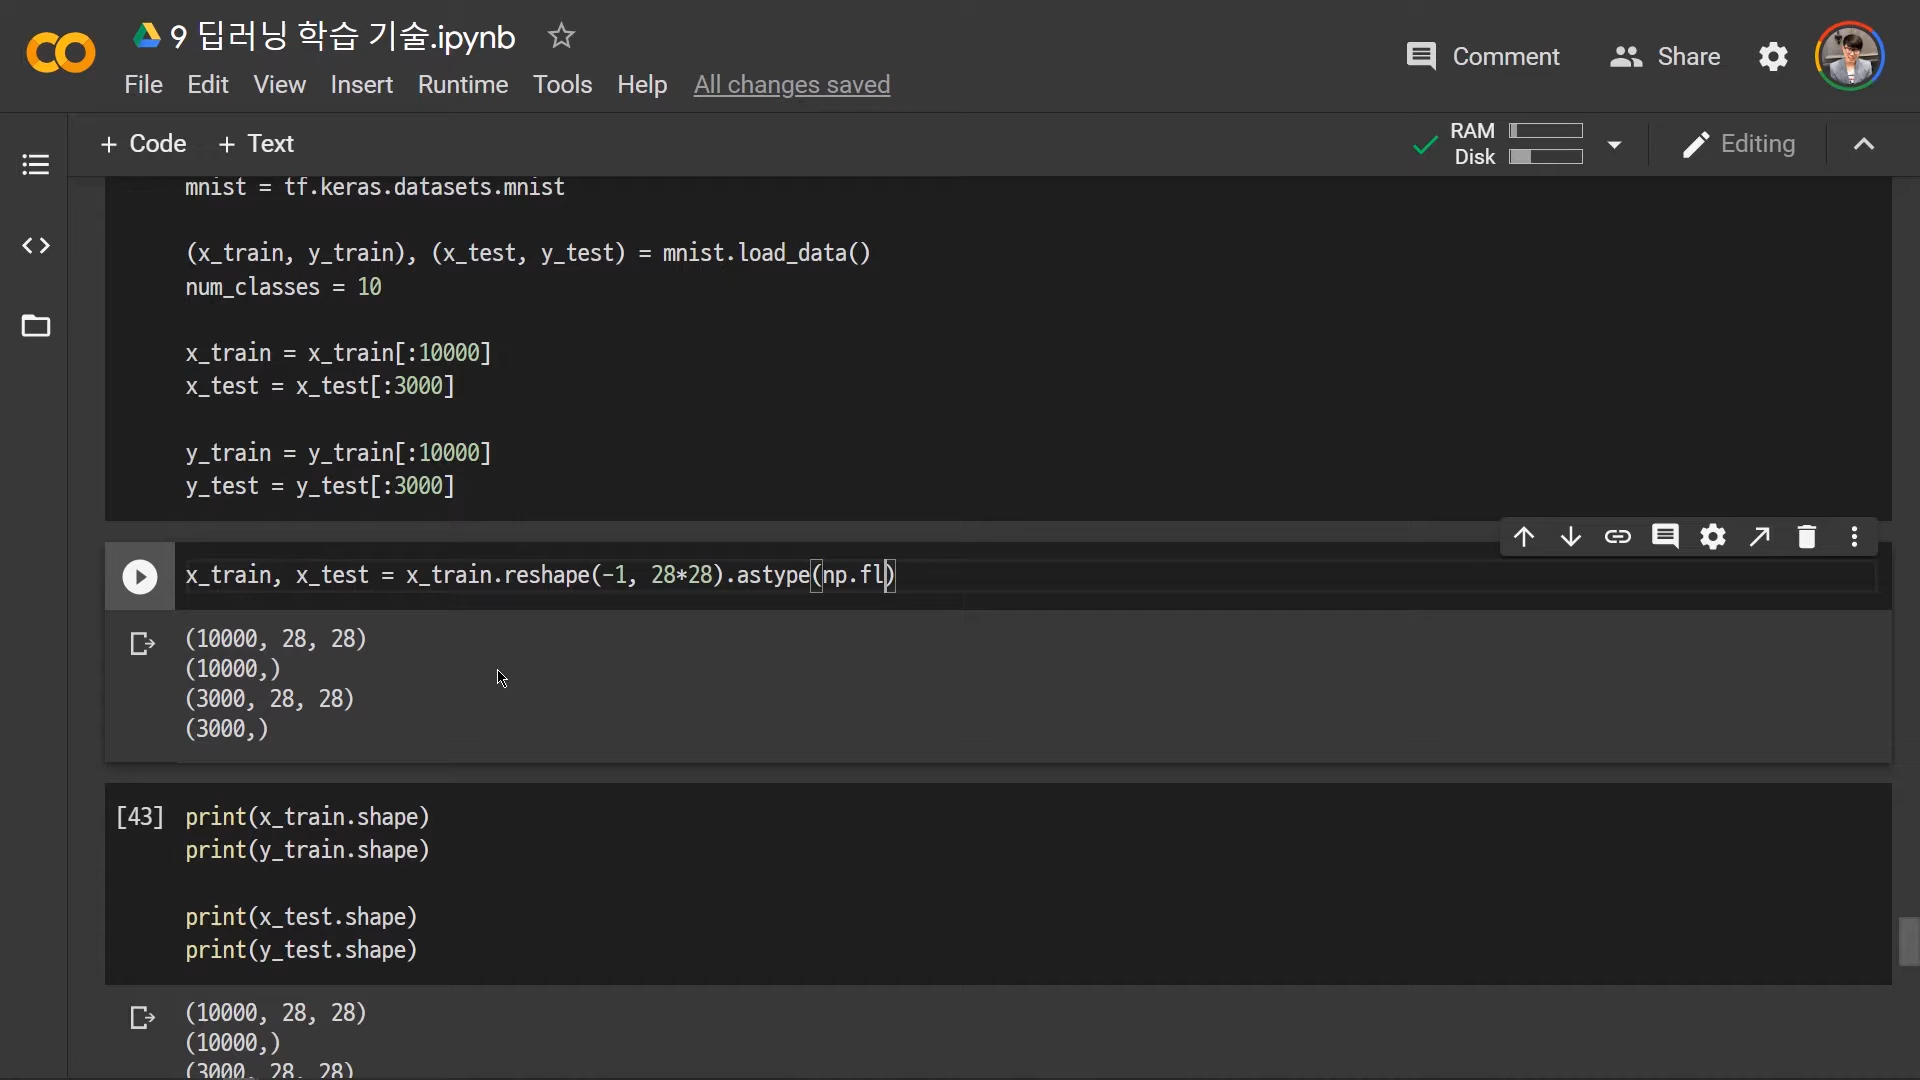 9 딥러닝 학습 기술.ipynb
Comment
Share
File Edit View Insert Runtime Tools Help All changes saved
+ Code + Text
RAM
Disk
Editing
mnist = tf.keras.datasets.mnist
(x_train, y_train), (x_test, y_test) = mnist.load_data()
num_classes = 10
x_train = x_train[:10000]
x_test = x_test[:3000]
y_train = y_train[:10000]
y_test = y_test[:3000]
x_train, x_test = x_train.reshape(-1, 28*28).astype(np.fl)
(10000, 28, 28)
(10000,)
(3000, 28, 28)
(3000,)
[43] print(x_train.shape)
print(y_train.shape)
print(x_test.shape)
print(y_test.shape)
(10000, 28, 28)
(10000,)
(3000, 28, 28)